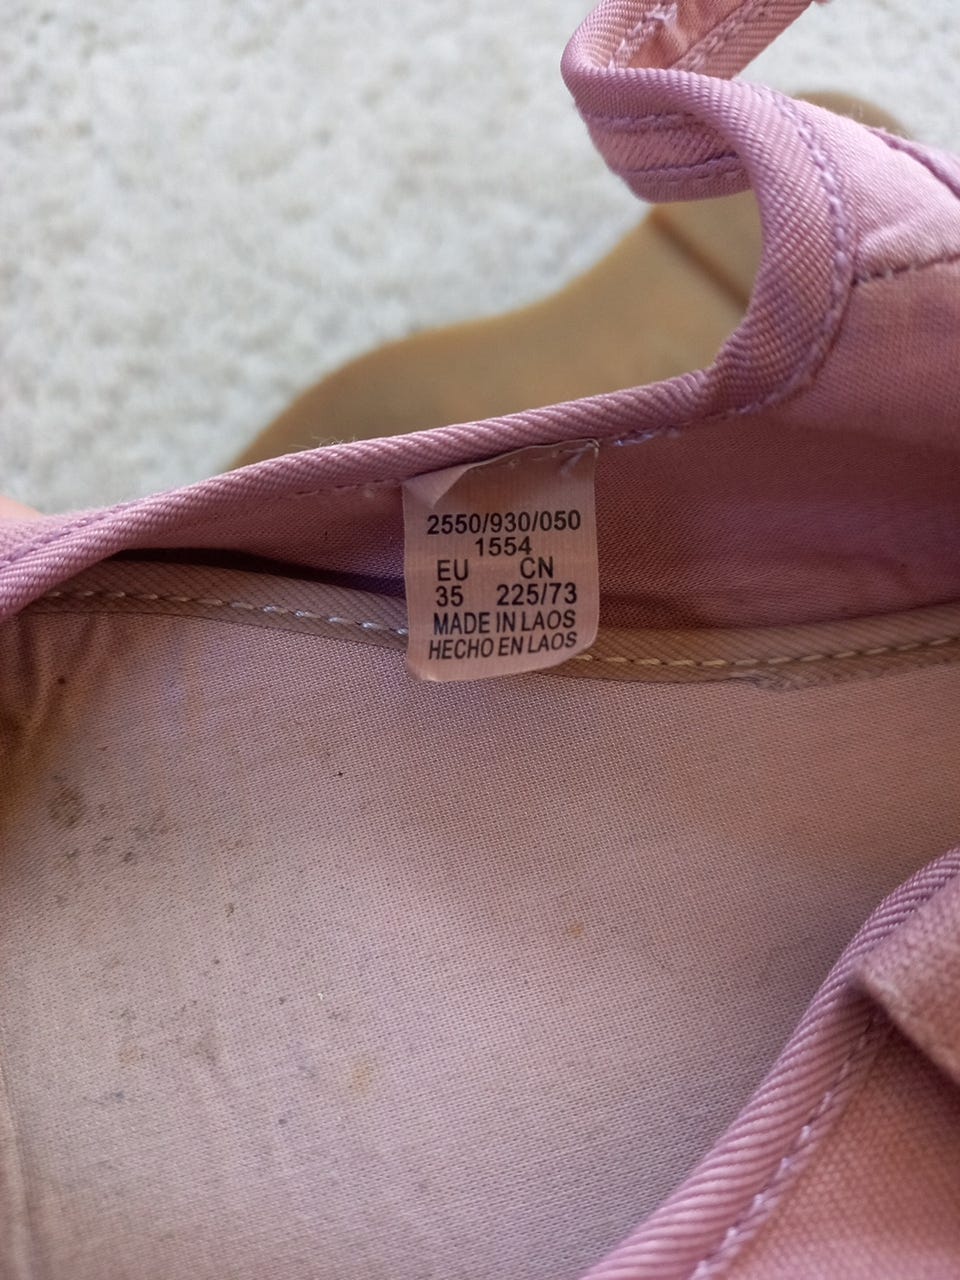 2550/930/050
1554
EU CN
35 225/73
MADE IN LAOS
HECHO EN LAOS